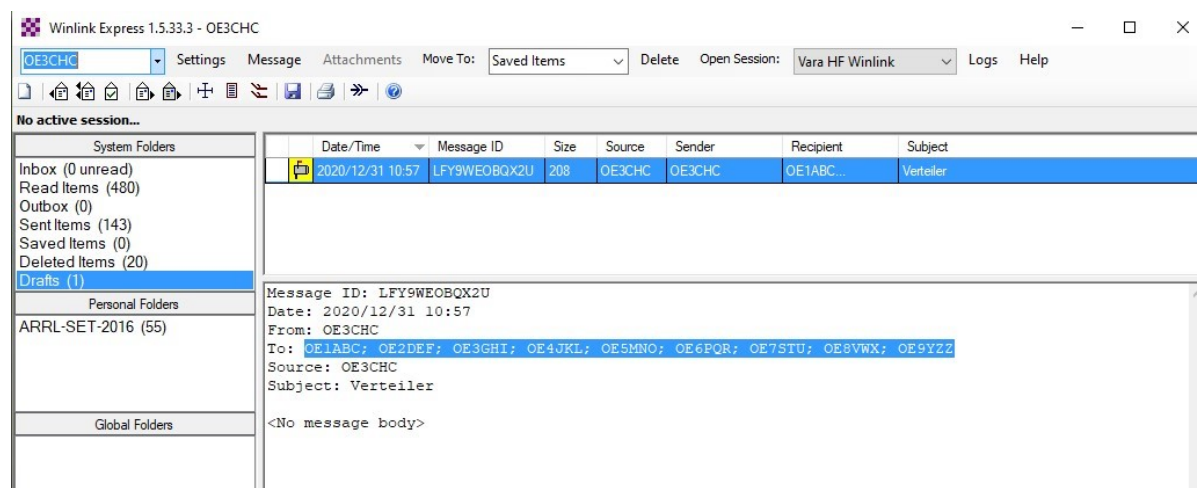 Winlink Express 1.5.33.3 - OE3CHC
OE3CHC Settings Message Attachments Move To: Saved Items Delete Open Session: Vara HF Winlink Logs Help
No active session...
System Folders
Inbox (0 unread)
Read Items (480)
Outbox (0)
Sent Items (143)
Saved Items (0)
Deleted Items (20)
Drafts (1)
Personal Folders
ARRL-SET-2016 (55)
Global Folders
Date/Time Message ID Size Source Sender Recipient Subject
2020/12/31 10:57 LFY9WEOBQX2U 208 OE3CHC OE3CHC OE1ABC... Verteiler
Message ID: LFY9WEOBQX2U
Date: 2020/12/31 10:57
From: OE3CHC
To: OE1ABC; OE2DEF; OE3GHI; OE4JKL; OE5MNO; OE6PQR; OE7STU; OE8VWX; OE9YZZ
Source: OE3CHC
Subject: Verteiler
<No message body>